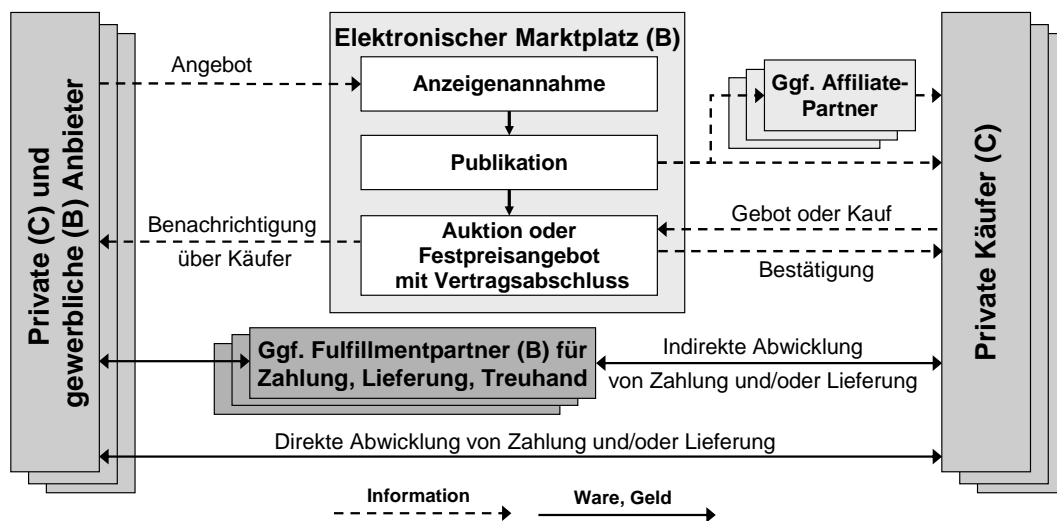 Private (C) und
gewerbliche (B) Anbieter
Elektronischer Marktplatz (B)
Angebot
Anzeigenannahme
Ggf. Affiliate-
Partner
Publikation
Benachrichtigung
über Käufer
Auktion oder
Festpreisangebot
mit Vertragsabschluss
Gebot oder Kauf
Bestätigung
Private Käufer (C)
Ggf. Fulfillmentpartner (B) für
Zahlung, Lieferung, Treuhand
Indirekte Abwicklung
von Zahlung und/oder Lieferung
Direkte Abwicklung von Zahlung und/oder Lieferung
Information
Ware, Geld